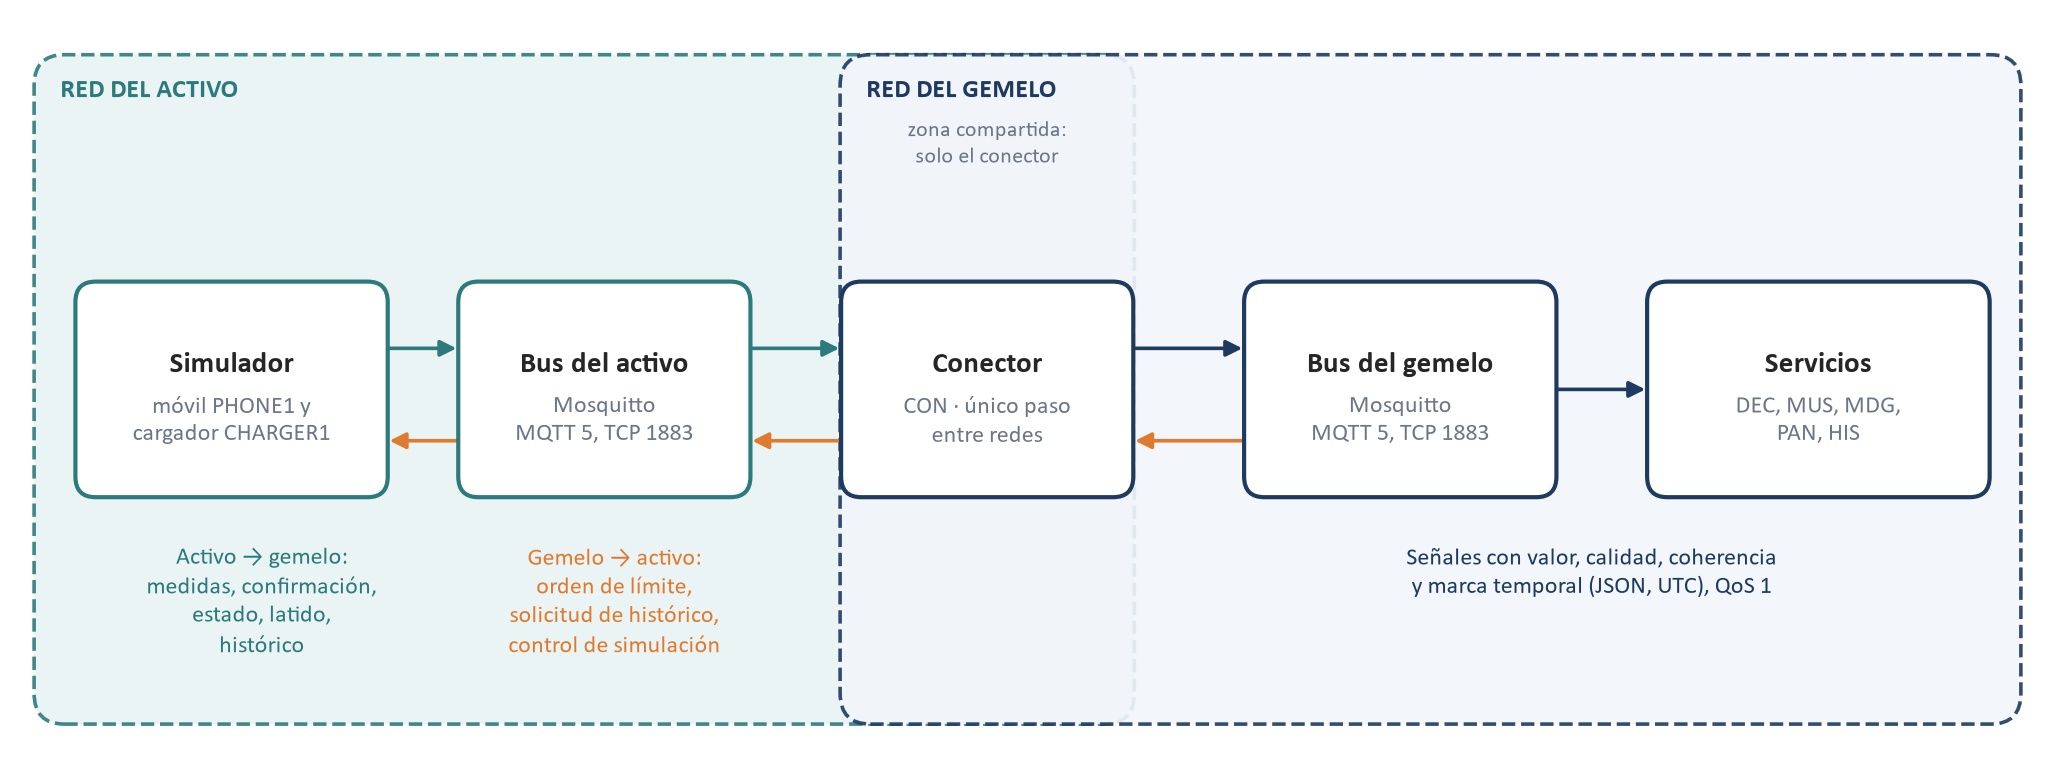 RED DEL ACTIVO
RED DEL GEMELO
zona compartida:
solo el conector
Simulador
móvil PHONE1 y
cargador CHARGER1
Bus del activo
Mosquitto
MQTT 5, TCP 1883
Conector
CON · único paso
entre redes
Bus del gemelo
Mosquitto
MQTT 5, TCP 1883
Servicios
DEC, MUS, MDG,
PAN, HIS
Activo → gemelo:
medidas, confirmación,
estado, latido,
histórico
Gemelo → activo:
orden de límite,
solicitud de histórico,
control de simulación
Señales con valor, calidad, coherencia
y marca temporal (JSON, UTC), QoS 1